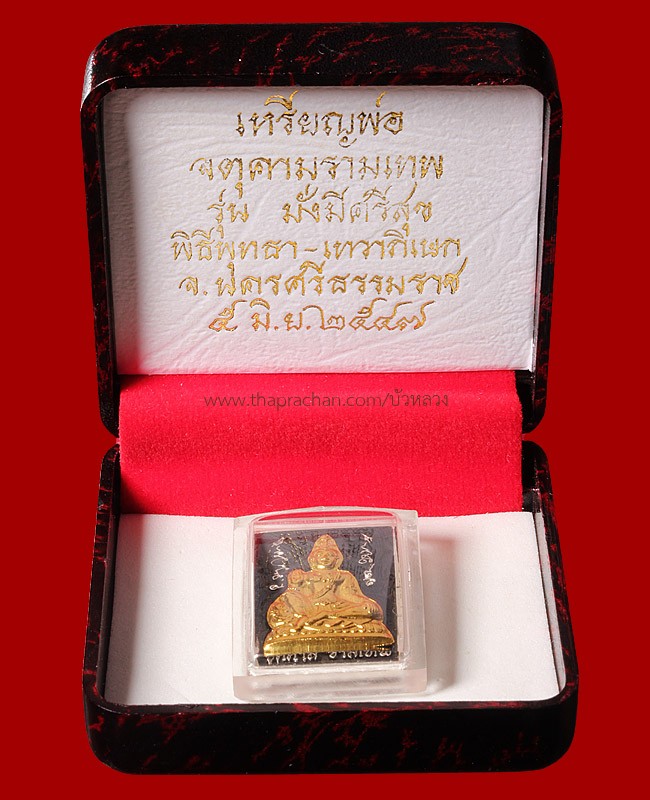 เหรียญพ่อ
จตุคามรามเทพ
รุ่น มั่งมีศรีสุข
พิธีพุทธา-เทวาภิเษก
จ.นครศรีธรรมราช
๕ มิ.ย. ๒๕๔๗
www.thaprachan.com/บัวหลวง